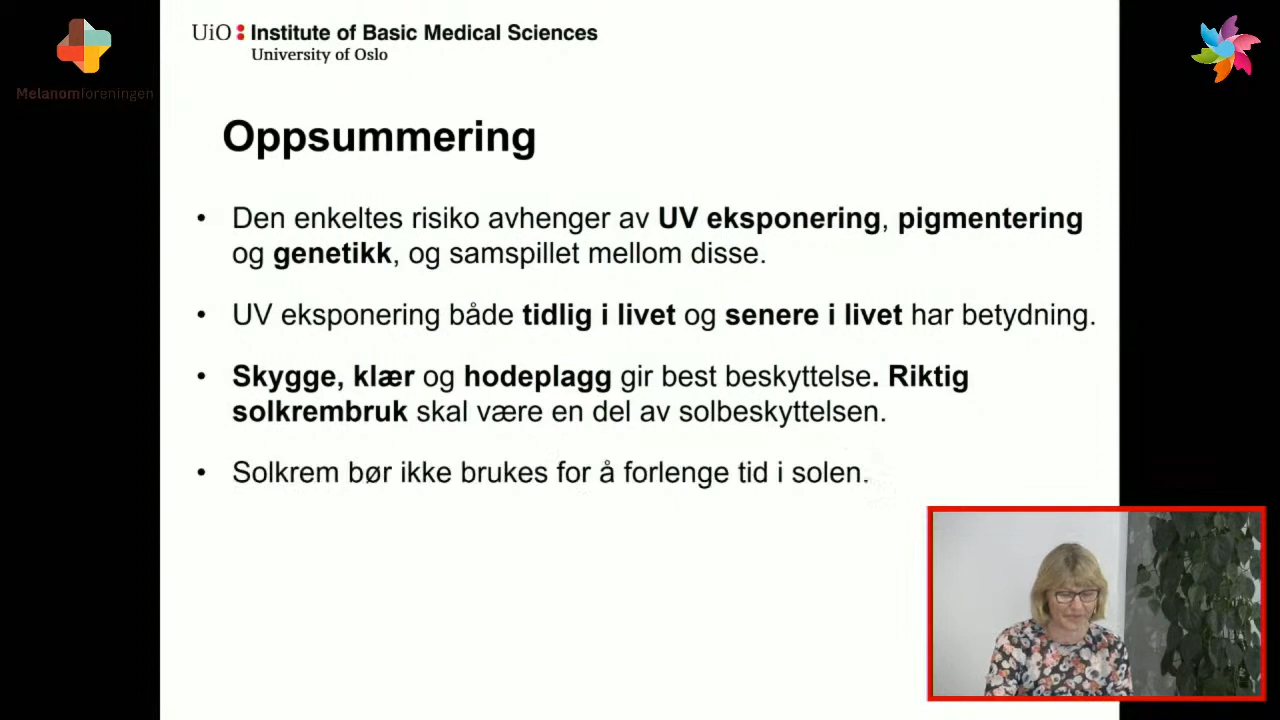 UiO: Institute of Basic Medical Sciences
University of Oslo
Melanomforeningen
Oppsummering
• Den enkeltes risiko avhenger av UV eksponering, pigmentering
og genetikk, og samspillet mellom disse.
• UV eksponering både tidlig i livet og senere i livet har betydning.
• Skygge, klær og hodeplagg gir best beskyttelse. Riktig
solkrembruk skal være en del av solbeskyttelsen.
• Solkrem bør ikke brukes for å forlenge tid i solen.